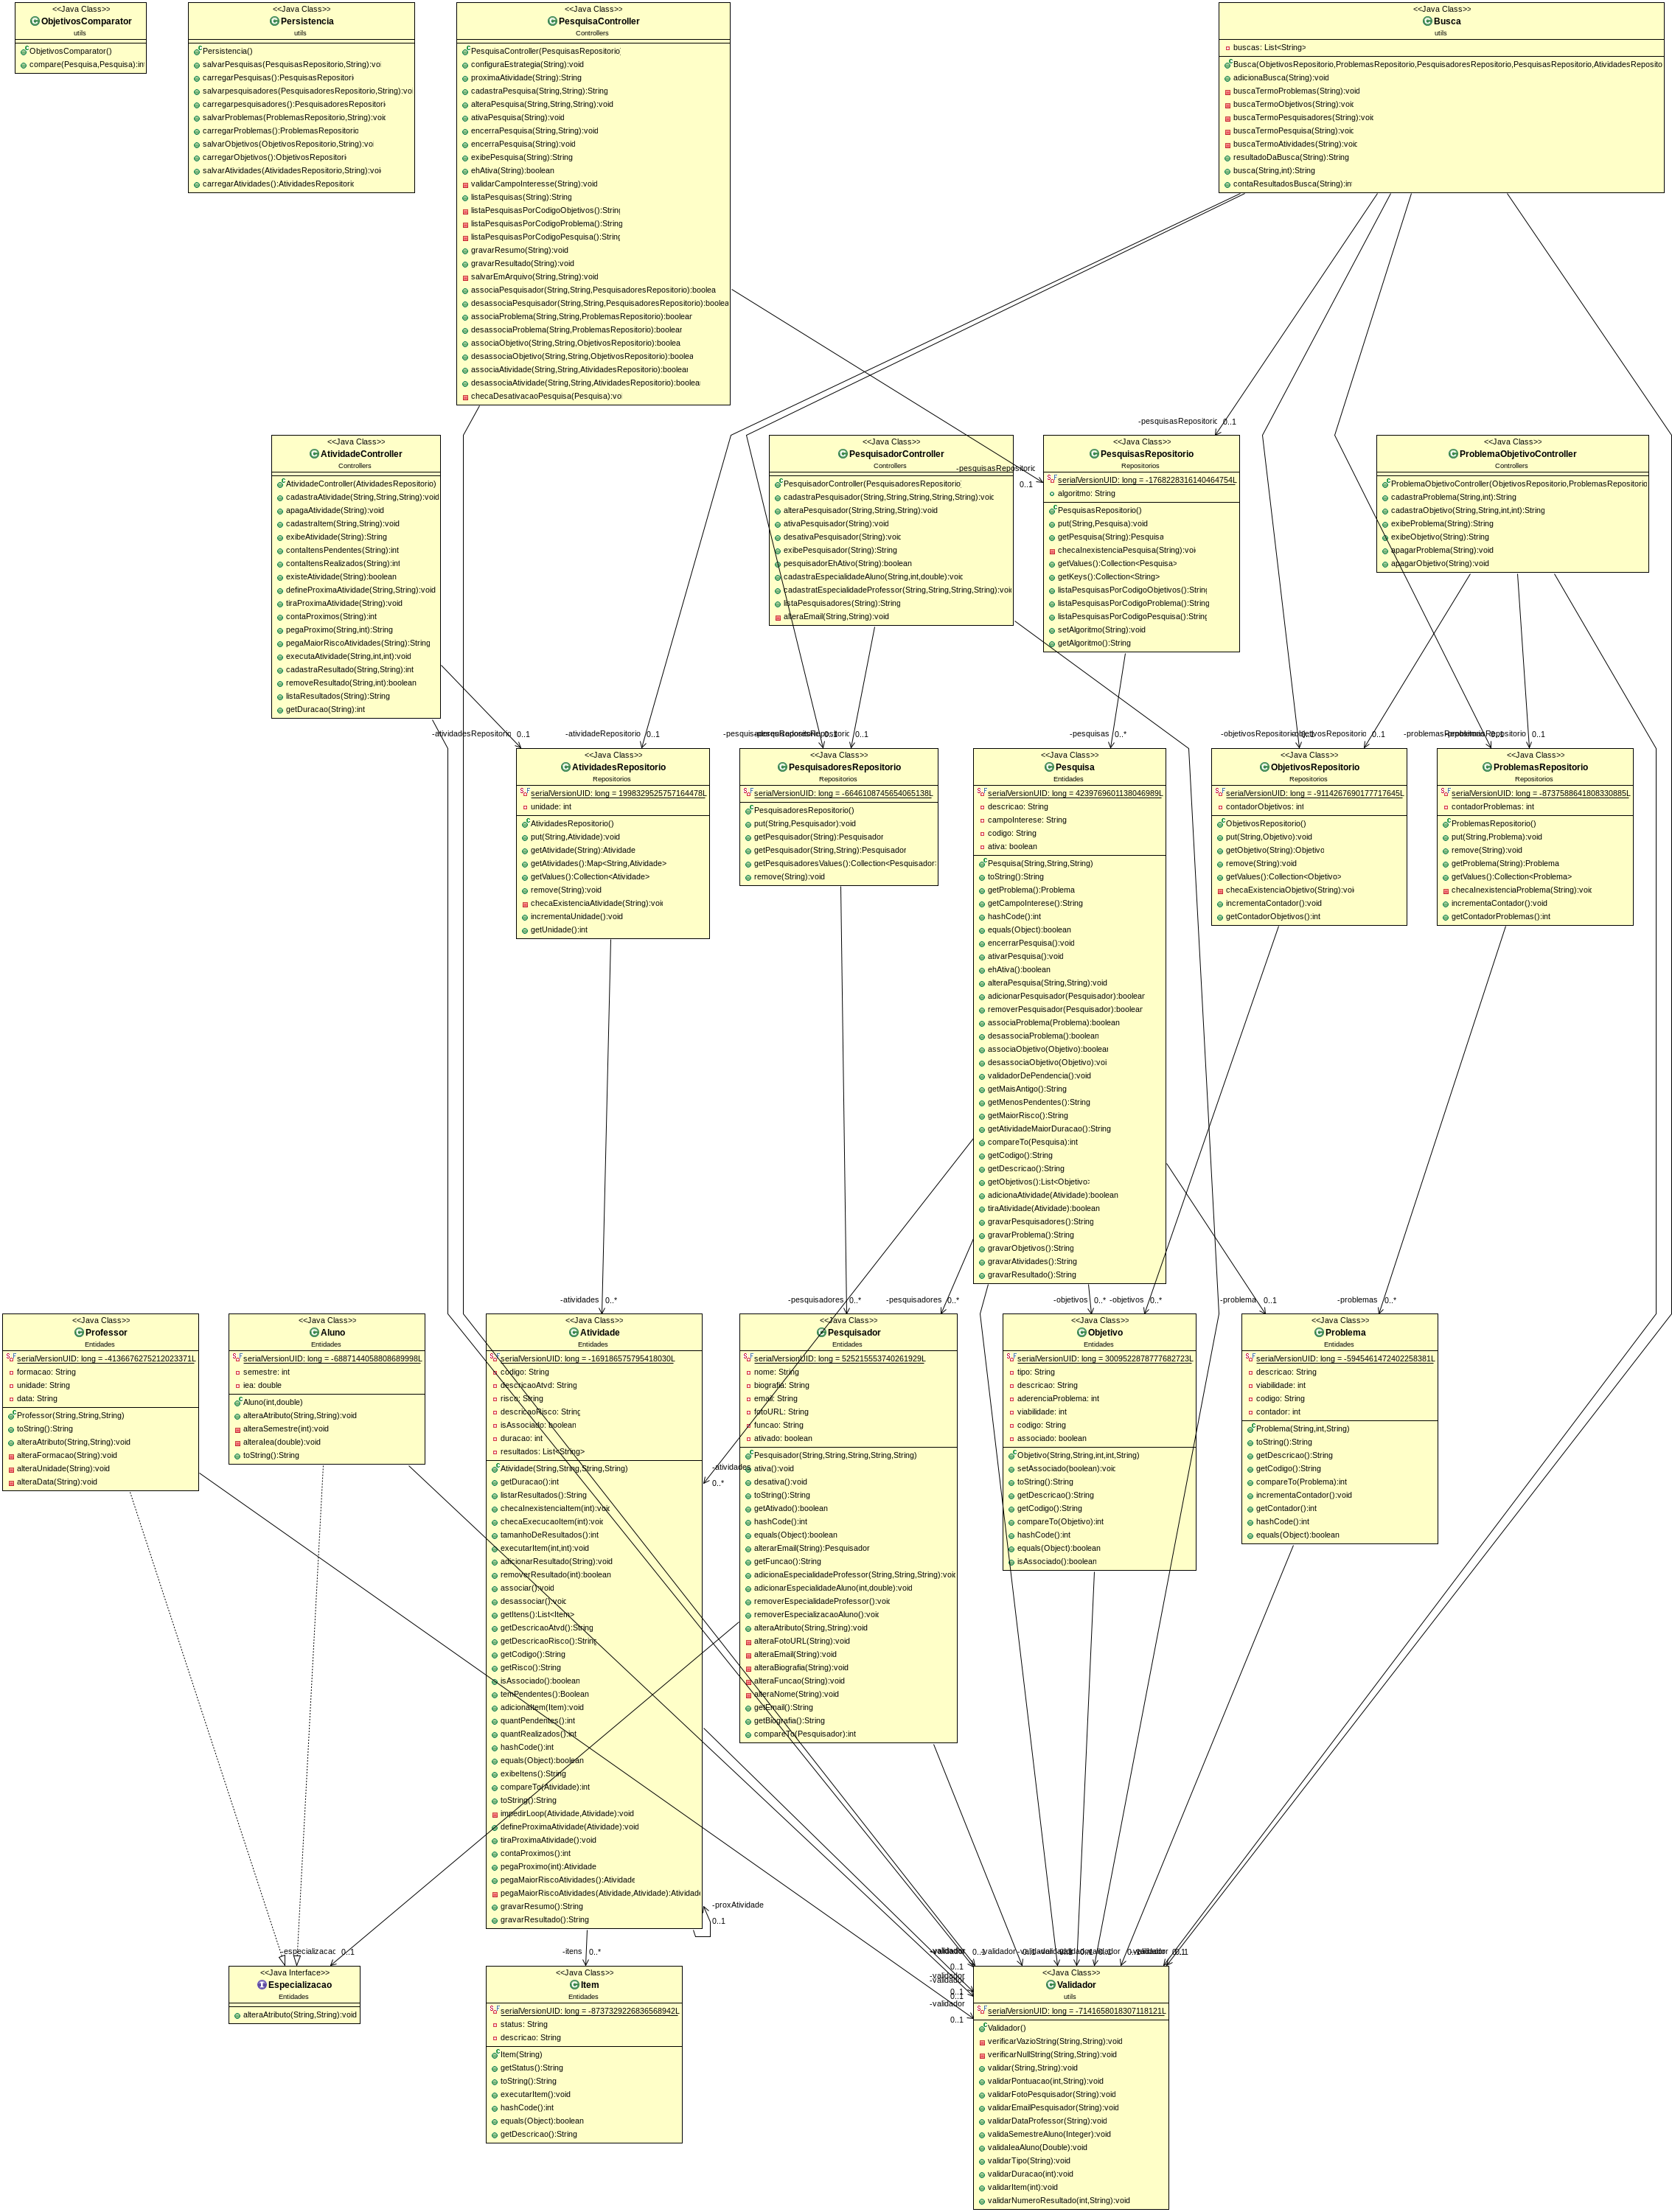 <<Java Class>>
ObjetivosComparator
utils
ObjetivosComparator()
compare(Pesquisa,Pesquisa):in
<<Java Class>>
Persistencia
utils
Persistencia()
salvarPesquisas(PesquisasRepositorio,String):voi
carregarPesquisas():PesquisasRepositori
salvarpesquisadores(PesquisadoresRepositorio,String):voi
carregarpesquisadores():PesquisadoresRepositori
salvarProblemas(ProblemasRepositorio,String):void
carregarProblemas():ProblemasRepositorio
salvarObjetivos(ObjetivosRepositorio,String):voi
carregarObjetivos():ObjetivosRepositori
salvarAtividades(AtividadesRepositorio,String):voi
carregarAtividades():AtividadesRepositorio
<<Java Class>>
PesquisaController
Controllers
PesquisaController(PesquisasRepositorio)
configuraEstrategia(String):void
proximaAtividade(String):String
cadastraPesquisa(String,String):String
alteraPesquisa(String,String,String):void
ativaPesquisa(String):void
encerraPesquisa(String,String):void
encerraPesquisa(String):void
exibePesquisa(String):String
ehAtiva(String):boolean
validarCampoInteresse(String):void
listaPesquisas(String):String
listaPesquisasPorCodigoObjetivos():String
listaPesquisasPorCodigoProblema():String
listaPesquisasPorCodigoPesquisa():String
gravarResumo(String):void
gravarResultado(String):void
salvarEmArquivo(String,String):void
associaPesquisador(String,String,PesquisadoresRepositorio):boolea
desassociaPesquisador(String,String,PesquisadoresRepositorio):boolea
associaProblema(String,String,ProblemasRepositorio):boolean
desassociaProblema(String,ProblemasRepositorio):boolean
associaObjetivo(String,String,ObjetivosRepositorio):boolea
desassociaObjetivo(String,String,ObjetivosRepositorio):boolea
associaAtividade(String,String,AtividadesRepositorio):boolean
desassociaAtividade(String,String,AtividadesRepositorio):boolea
checaDesativacaoPesquisa(Pesquisa):voi
<<Java Class>>
Busca
utils
buscas: List<String>
Busca(ObjetivosRepositorio,ProblemasRepositorio,PesquisadoresRepositorio,PesquisasRepositorio,AtividadesReposito
adicionaBusca(String):void
buscaTermoProblemas(String):void
buscaTermoObjetivos(String):void
buscaTermoPesquisadores(String):void
buscaTermoPesquisa(String):void
buscaTermoAtividades(String):void
resultadoDaBusca(String):String
busca(String,int):String
contaResultadosBusca(String):in
<<Java Class>>
AtividadeController
Controllers
AtividadeController(AtividadesRepositorio)
cadastraAtividade(String,String,String):void
apagaAtividade(String):void
cadastraItem(String,String):void
exibeAtividade(String):String
contaItensPendentes(String):int
contaItensRealizados(String):int
existeAtividade(String):boolean
defineProximaAtividade(String,String):void
tiraProximaAtividade(String):void
contaProximos(String):int
pegaProximo(String,int):String
pegaMaiorRiscoAtividades(String):String
executaAtividade(String,int,int):void
cadastraResultado(String,String):int
removeResultado(String,int):boolean
listaResultados(String):String
getDuracao(String):int
<<Java Class>>
PesquisadorController
Controllers
PesquisadorController(PesquisadoresRepositorio)
cadastraPesquisador(String,String,String,String,String):void
alteraPesquisador(String,String,String):void
ativaPesquisador(String):void
desativaPesquisador(String):void
exibePesquisador(String):String
pesquisadorEhAtivo(String):boolean
cadastraEspecialidadeAluno(String,int,double):void
cadastratEspecialidadeProfessor(String,String,String,String):void
listaPesquisadores(String):String
alteraEmail(String,String):void
-pesquisasRepositorio
0..1
-pesquisasRepositorio 0..1
<<Java Class>>
PesquisasRepositorio
Repositorios
serialVersionUID: long = -1768228316140464754L
algoritmo: String
PesquisasRepositorio()
put(String,Pesquisa):void
getPesquisa(String):Pesquisa
checaInexistenciaPesquisa(String):void
getValues():Collection<Pesquisa>
getKeys():Collection<String>
listaPesquisasPorCodigoObjetivos():String
listaPesquisasPorCodigoProblema():String
listaPesquisasPorCodigoPesquisa():String
setAlgoritmo(String):void
getAlgoritmo():String
<<Java Class>>
ProblemaObjetivoController
Controllers
ProblemaObjetivoController(ObjetivosRepositorio,ProblemasRepositorio
cadastraProblema(String,int):String
cadastraObjetivo(String,String,int,int):String
exibeProblema(String):String
exibeObjetivo(String):String
apagarProblema(String):void
apagarObjetivo(String):void
-atividadesRepositorio 0..1
-atividadeRepositorio 0..1
0..1
0..1
-pesquisas 0..*
0..1
0..1
0..1
0..1
<<Java Class>>
AtividadesRepositorio
Repositorios
serialVersionUID: long = 1998329525757164478L
unidade: int
AtividadesRepositorio()
put(String,Atividade):void
getAtividade(String):Atividade
getAtividades():Map<String,Atividade>
getValues():Collection<Atividade>
remove(String):void
checaExistenciaAtividade(String):void
incrementaUnidade():void
getUnidade():int
<<Java Class>>
PesquisadoresRepositorio
Repositorios
serialVersionUID: long = -6646108745654065138L
PesquisadoresRepositorio()
put(String,Pesquisador):void
getPesquisador(String):Pesquisador
getPesquisador(String,String):Pesquisador
getPesquisadoresValues():Collection<Pesquisador>
remove(String):void
<<Java Class>>
Pesquisa
Entidades
serialVersionUID: long = 4239769601138046989L
descricao: String
campoInterese: String
codigo: String
ativa: boolean
Pesquisa(String,String,String)
toString():String
getProblema():Problema
getCampoInterese():String
hashCode():int
equals(Object):boolean
encerrarPesquisa():void
ativarPesquisa():void
ehAtiva():boolean
alteraPesquisa(String,String):void
adicionarPesquisador(Pesquisador):boolean
removerPesquisador(Pesquisador):boolean
associaProblema(Problema):boolean
desassociaProblema():boolean
associaObjetivo(Objetivo):boolean
desassociaObjetivo(Objetivo):voi
validadorDePendencia():void
getMaisAntigo():String
getMenosPendentes():String
getMaiorRisco():String
getAtividadeMaiorDuracao():String
compareTo(Pesquisa):int
getCodigo():String
getDescricao():String
getObjetivos():List<Objetivo>
adicionaAtividade(Atividade):boolean
tiraAtividade(Atividade):boolean
gravarPesquisadores():String
gravarProblema():String
gravarObjetivos():String
gravarAtividades():String
gravarResultado():String
<<Java Class>>
ObjetivosRepositorio
Repositorios
serialVersionUID: long = -9114267690177717645L
contadorObjetivos: int
ObjetivosRepositorio()
put(String,Objetivo):void
getObjetivo(String):Objetivo
remove(String):void
getValues():Collection<Objetivo>
checaExistenciaObjetivo(String):voi
incrementaContador():void
getContadorObjetivos():int
<<Java Class>>
ProblemasRepositorio
Repositorios
serialVersionUID: long = -8737588641808330885L
contadorProblemas: int
ProblemasRepositorio()
put(String,Problema):void
remove(String):void
getProblema(String):Problema
getValues():Collection<Problema>
checaInexistenciaProblema(String):voic
incrementaContador():void
getContadorProblemas():int
-atividades 0..*
-pesquisadores 0..*
-pesquisadores 0..*
-objetivos 0..*
-objetivos 0..*
-problema 0..1
-problemas 0..*
<<Java Class>>
Professor
Entidades
serialVersionUID: long = -4136676275212023371L
formacao: String
unidade: String
data: String
Professor(String,String,String)
toString():String
alteraAtributo(String,String):void
alteraFormacao(String):void
alteraUnidade(String):void
alteraData(String):void
<<Java Class>>
Aluno
Entidades
serialVersionUID: long = -6887144058808689998L
semestre: int
iea: double
Aluno(int,double)
alteraAtributo(String,String):void
alteraSemestre(int):void
alteraIea(double):void
toString():String
<<Java Class>>
Atividade
Entidades
serialVersionUID: long = -169186575795418030L
codigo: String
descricaoAtvd: String
risco: String
descricaoRisco: String
isAssociado: boolean
duracao: int
resultados: List<String>
Atividade(String,String,String,String)
getDuracao():int
listarResultados():String
checaInexistenciaItem(int):void
checaExecucaoItem(int):void
tamanhoDeResultados():int
executarItem(int,int):void
adicionarResultado(String):void
removerResultado(int):boolean
associar():void
desassociar():void
getItens():List<Item>
getDescricaoAtvd():String
getDescricaoRisco():String
getCodigo():String
getRisco():String
isAssociado():boolean
temPendentes():Boolean
adicionaItem(Item):void
quantPendentes():int
quantRealizados():int
hashCode():int
equals(Object):boolean
exibeItens():String
compareTo(Atividade):int
toString():String
impedirLoop(Atividade,Atividade):void
defineProximaAtividade(Atividade):void
tiraProximaAtividade():void
contaProximos():int
pegaProximo(int):Atividade
pegaMaiorRiscoAtividades():Atividade
pegaMaiorRiscoAtividades(Atividade,Atividade):Atividade
gravarResumo():String
gravarResultado():String
-atividades
0..*
-proxAtividade
0..1
<<Java Class>>
Pesquisador
Entidades
serialVersionUID: long = 525215553740261929L
nome: String
biografia: String
email: String
fotoURL: String
funcao: String
ativado: boolean
Pesquisador(String,String,String,String,String)
ativa():void
desativa():void
toString():String
getAtivado():boolean
hashCode():int
equals(Object):boolean
alterarEmail(String):Pesquisador
getFuncao():String
adicionaEspecialidadeProfessor(String,String,String):void
adicionarEspecialidadeAluno(int,double):void
removerEspecialidadeProfessor():void
removerEspecializacaoAluno():void
alteraAtributo(String,String):void
alteraFotoURL(String):void
alteraEmail(String):void
alteraBiografia(String):void
alteraFuncao(String):void
alteraNome(String):void
getEmail():String
getBiografia():String
compareTo(Pesquisador):int
<<Java Class>>
Objetivo
Entidades
serialVersionUID: long = 3009522878777682723L
tipo: String
descricao: String
aderenciaProblema: int
viabilidade: int
codigo: String
associado: boolean
Objetivo(String,String,int,int,String)
setAssociado(boolean):void
toString():String
getDescricao():String
getCodigo():String
compareTo(Objetivo):int
hashCode():int
equals(Object):boolean
isAssociado():boolean
<<Java Class>>
Problema
Entidades
serialVersionUID: long = -5945461472402258381L
descricao: String
viabilidade: int
codigo: String
contador: int
Problema(String,int,String)
toString():String
getDescricao():String
getCodigo():String
compareTo(Problema):int
incrementaContador():void
getContador():int
hashCode():int
equals(Object):boolean
-especializacao 0..1
-itens 0..*
-validador
0..1
-validador
0..1
<<Java Interface>>
Especializacao
Entidades
alteraAtributo(String,String):void
<<Java Class>>
Item
Entidades
serialVersionUID: long = -8737329226836568942L
status: String
descricao: String
Item(String)
getStatus():String
toString():String
executarItem():void
hashCode():int
equals(Object):boolean
getDescricao():String
<<Java Class>>
Validador
utils
serialVersionUID: long = -7141658018307118121L
Validador()
verificarVazioString(String,String):void
verificarNullString(String,String):void
validar(String,String):void
validarPontuacao(int,String):void
validarFotoPesquisador(String):void
validarEmailPesquisador(String):void
validarDataProfessor(String):void
validaSemestreAluno(Integer):void
validaIeaAluno(Double):void
validarTipo(String):void
validarDuracao(int):void
validarItem(int):void
validarNumeroResultado(int,String):void